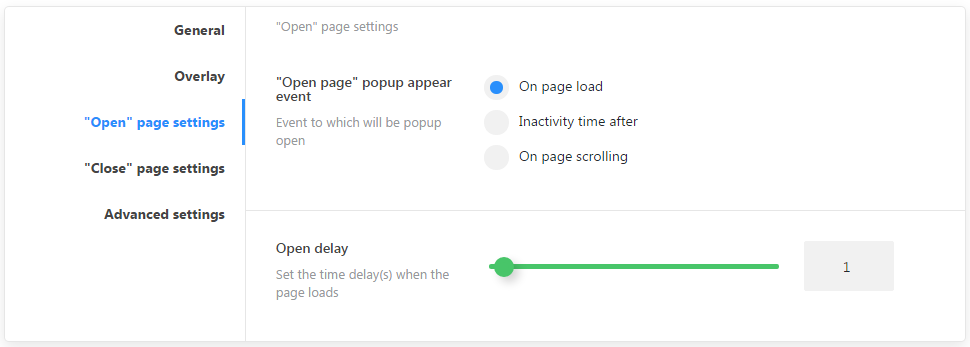 General
Overlay
"Open" page settings
"Close" page settings
Advanced settings
"Open" page settings
"Open page" popup appear
event
Event to which will be popup
open
On page load
Inactivity time after
On page scrolling
Open delay
Set the time delay(s) when the
page loads
1